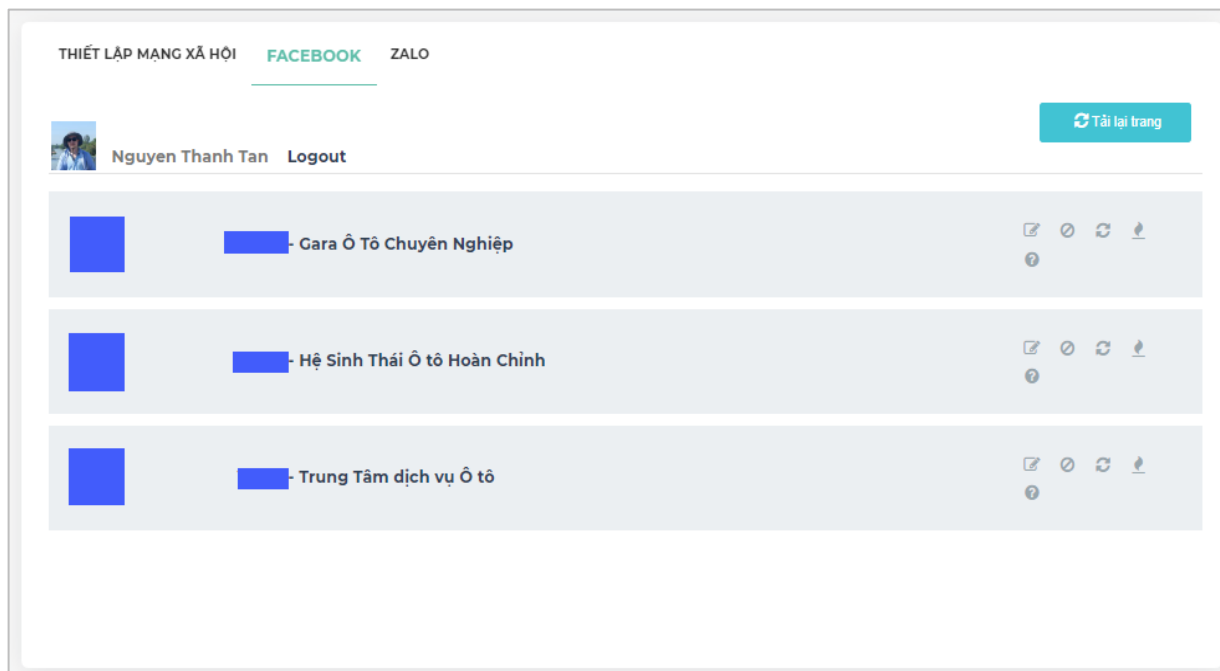 THIẾT LẬP MẠNG XÃ HỘI FACEBOOK ZALO
Tải lại trang
Nguyen Thanh Tan Logout
- Gara Ô Tô Chuyên Nghiệp
- Hệ Sinh Thái Ô tô Hoàn Chỉnh
- Trung Tâm dịch vụ Ô tô